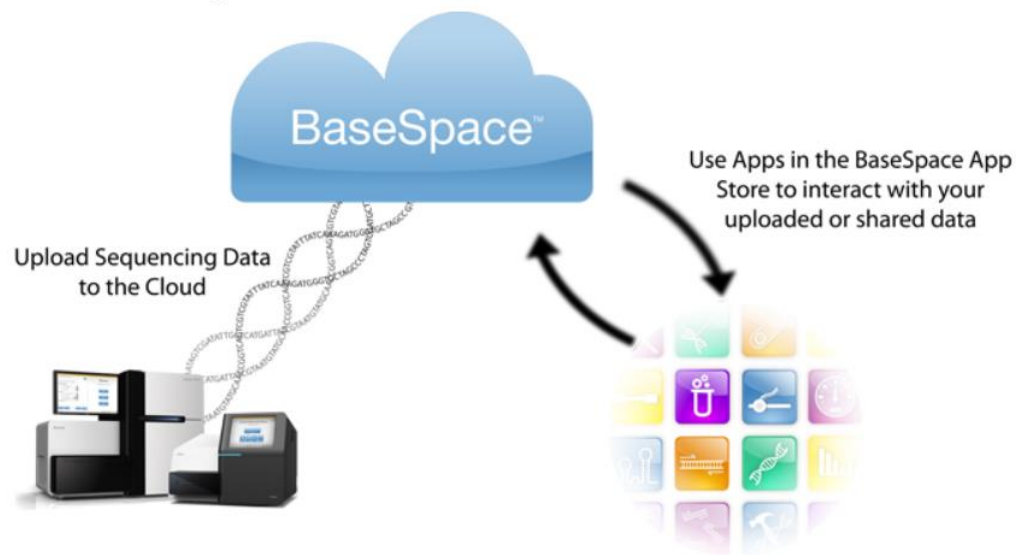 BaseSpace™
Use Apps in the BaseSpace App
Store to interact with your
uploaded or shared data
Upload Sequencing Data
to the Cloud